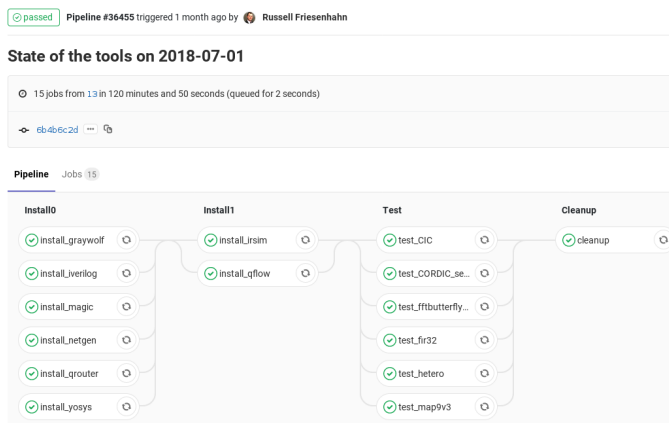 passed Pipeline #36455 triggered 1 month ago by Russell Friesenhahn
State of the tools on 2018-07-01
15 jobs from 13 in 120 minutes and 50 seconds (queued for 2 seconds)
6b4b6c2d ...
Pipeline Jobs 15
Install0 Install1 Test Cleanup
install_graywolf install_irsim test_CIC cleanup
install_iverilog install_qflow test_CORDIC_se...
install_magic test_fftbutterfly...
install_netgen test_fir32
install_qrouter test_hetero
install_yosys test_map9v3